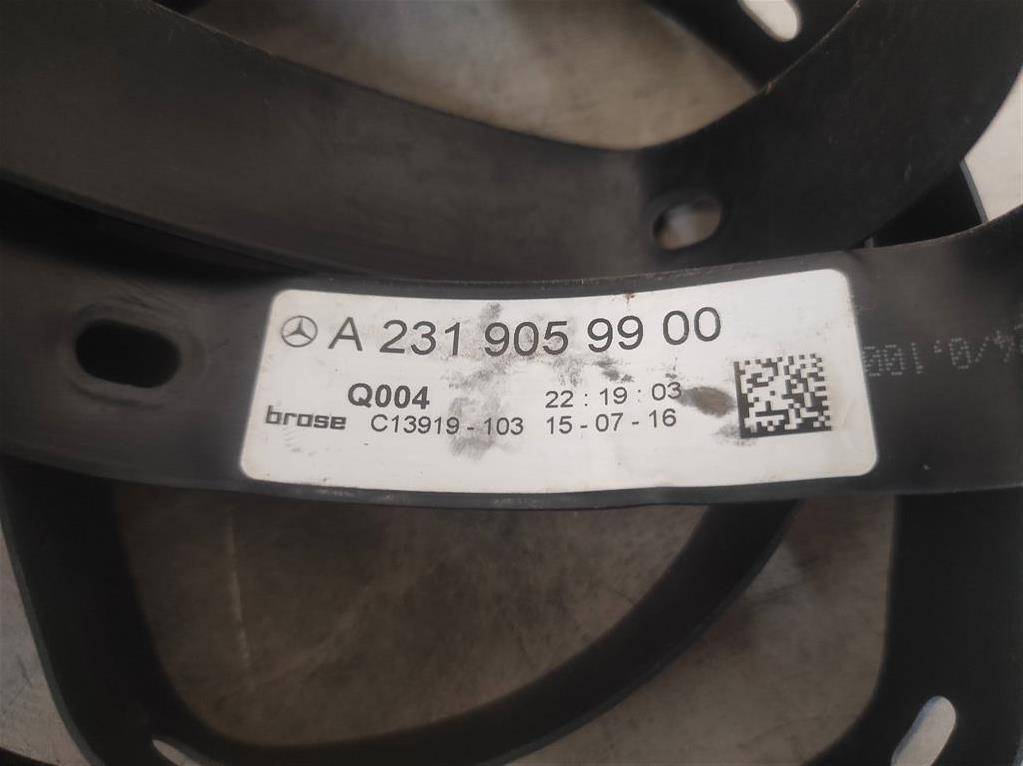 A 231 905 99 00
Q004 22 : 19 : 03
brose C13919 - 103 15 - 07 - 16